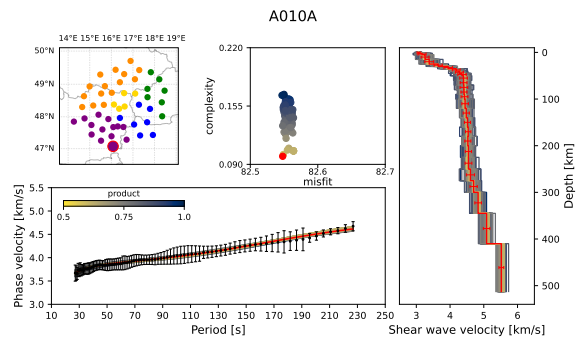 A010A
14°E 15°E 16°E 17°E 18°E 19°E
50°N
49°N
48°N
47°N
0.220
0.155
0.090
complexity
82.5 82.6 82.7
misfit
0
100
200
300
400
500
Depth [km]
3 4 5 6
Shear wave velocity [km/s]
5.5
5.0
4.5
4.0
3.5
3.0
Phase velocity [km/s]
product
0.5 0.75 1.0
10 30 50 70 90 110 130 150 170 190 210 230 250
Period [s]